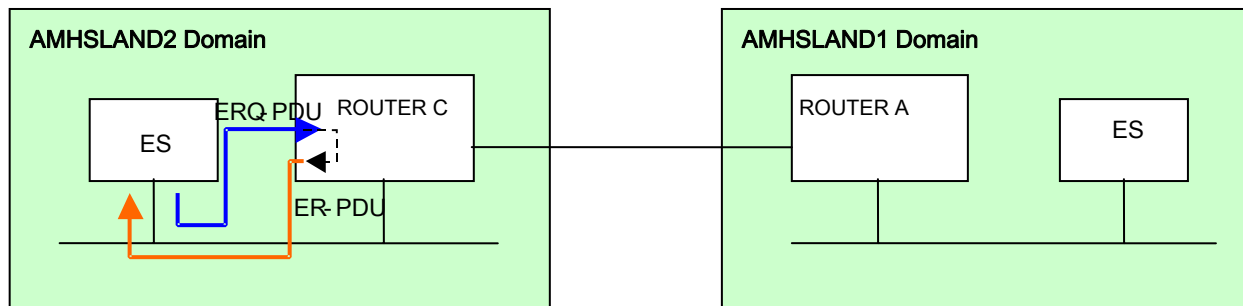 AMHSLAND2 Domain
AMHSLAND1 Domain
ERQ-PDU
ROUTER C
ROUTER A
ES
ES
ER-PDU